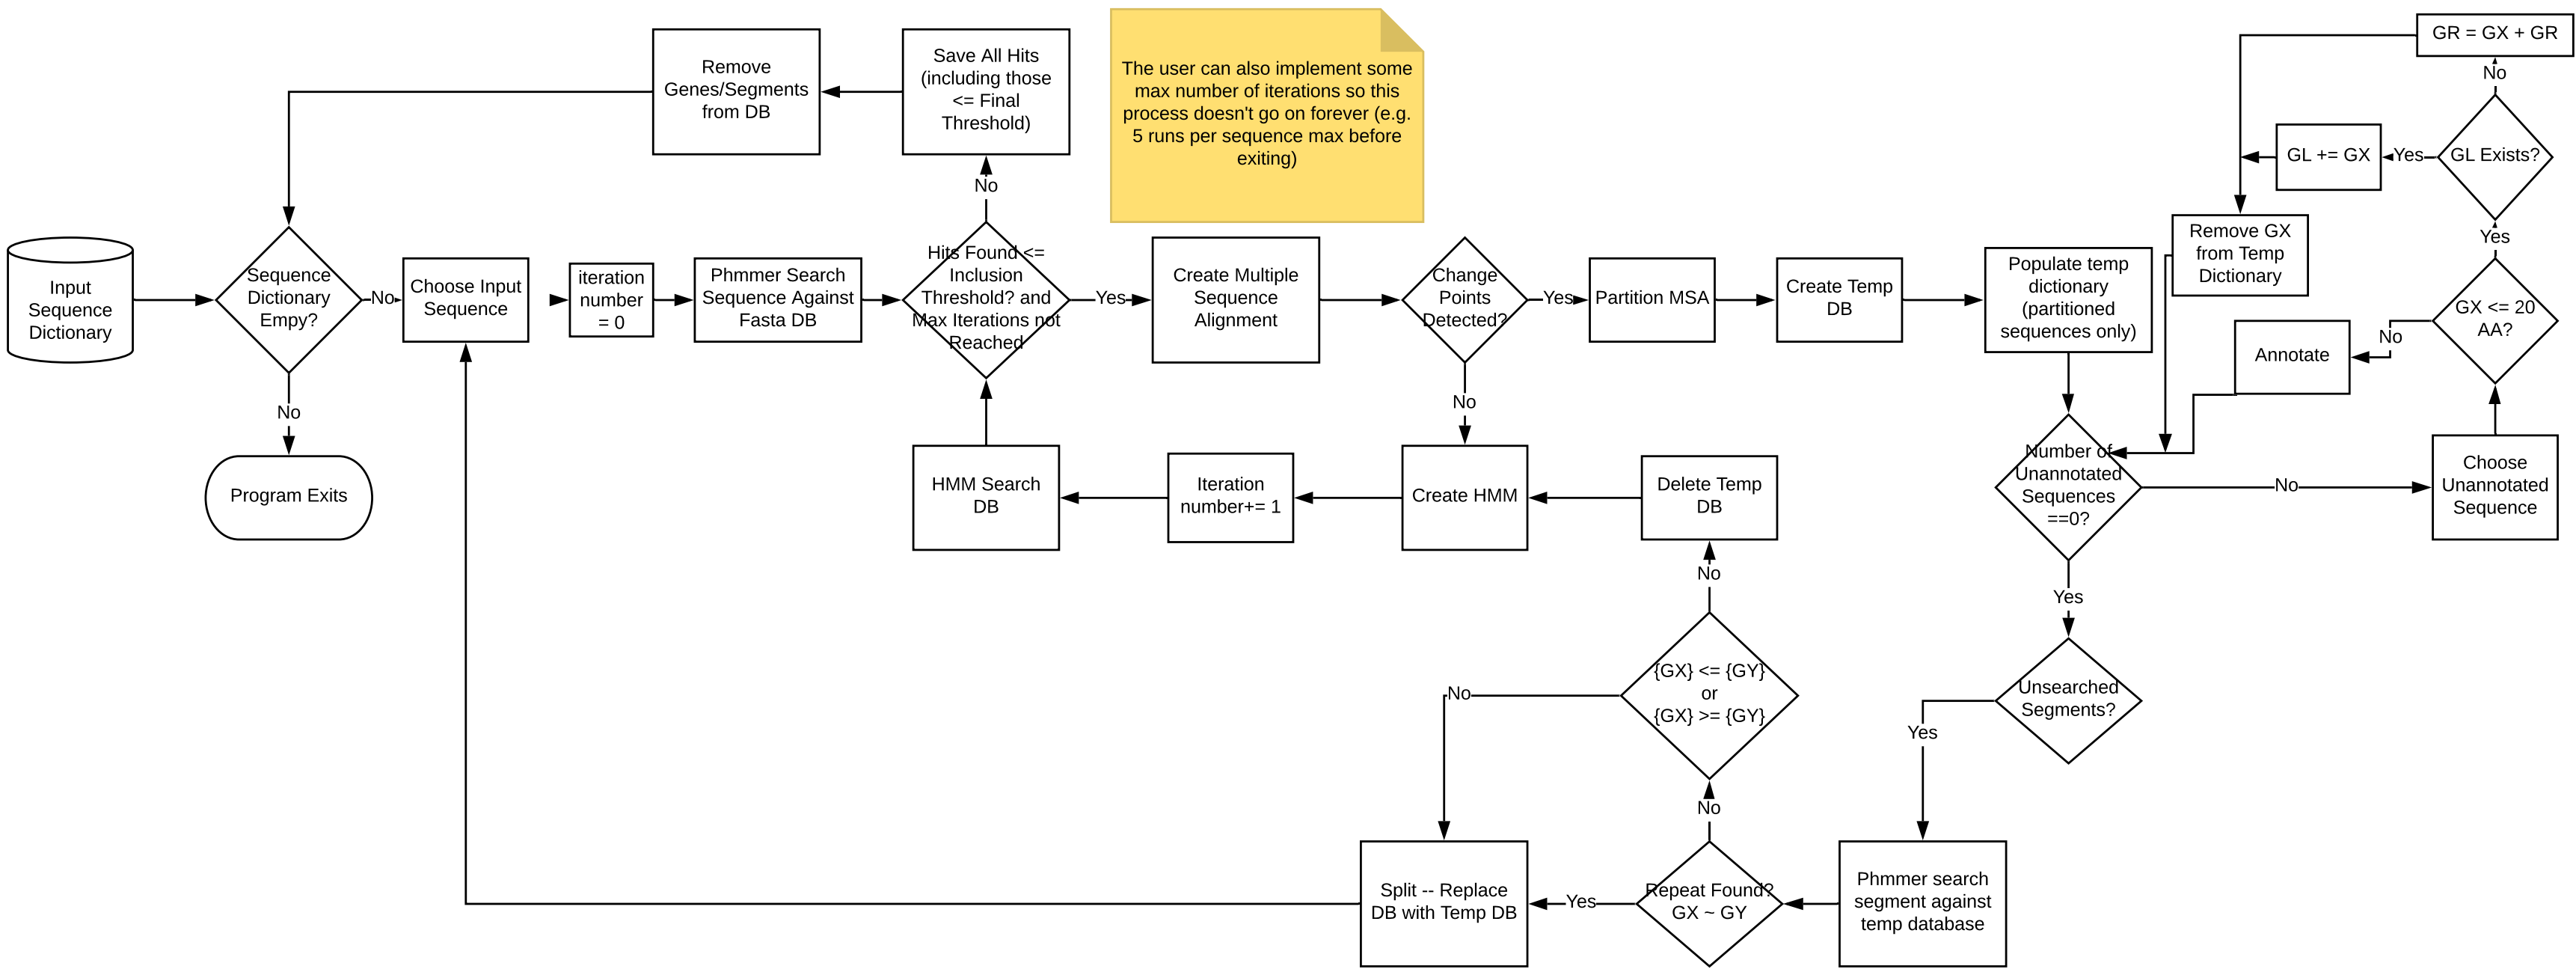 Input
Sequence
Dictionary
Sequence
Dictionary
Empy?
No
No
Program Exits
Choose Input
Sequence
iteration
number
= 0
Phmmer Search
Sequence Against
Fasta DB
Remove
Genes/Segments
from DB
Save All Hits
(including those
<= Final
Threshold)
No
Hits Found <=
Inclusion
Threshold? and
Max Iterations not
Reached
Yes
The user can also implement some
max number of iterations so this
process doesn't go on forever (e.g.
5 runs per sequence max before
exiting)
Create Multiple
Sequence
Alignment
Change
Points
Detected?
Yes
No
Partition MSA
Create Temp
DB
Populate temp
dictionary
(partitioned
sequences only)
HMM Search
DB
Iteration
number+= 1
Create HMM
Delete Temp
DB
No
{GX} <= {GY}
or
{GX} >= {GY}
No
No
Repeat Found?
GX ~ GY
Yes
Split -- Replace
DB with Temp DB
Phmmer search
segment against
temp database
Yes
Unsearched
Segments?
Yes
Number of
Unannotated
Sequences
==0?
No
Choose
Unannotated
Sequence
GX <= 20
AA?
No
Annotate
Yes
GL Exists?
Yes
GL += GX
No
GR = GX + GR
Remove GX
from Temp
Dictionary